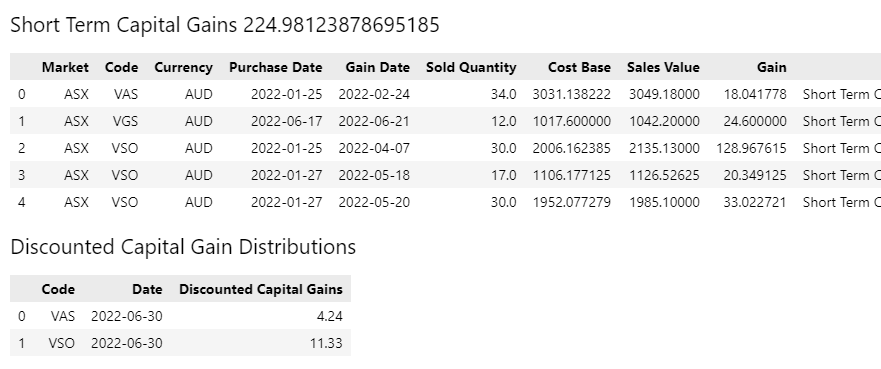 Short Term Capital Gains 224.98123878695185
Market Code Currency Purchase Date Gain Date Sold Quantity Cost Base Sales Value Gain
0 ASX VAS AUD 2022-01-25 2022-02-24 34.0 3031.138222 3049.18000 18.041778 Short Term C
1 ASX VGS AUD 2022-06-17 2022-06-21 12.0 1017.600000 1042.20000 24.600000 Short Term C
2 ASX VSO AUD 2022-01-25 2022-04-07 30.0 2006.162385 2135.13000 128.967615 Short Term C
3 ASX VSO AUD 2022-01-27 2022-05-18 17.0 1106.177125 1126.52625 20.349125 Short Term C
4 ASX VSO AUD 2022-01-27 2022-05-20 30.0 1952.077279 1985.10000 33.022721 Short Term C
Discounted Capital Gain Distributions
Code Date Discounted Capital Gains
0 VAS 2022-06-30 4.24
1 VSO 2022-06-30 11.33